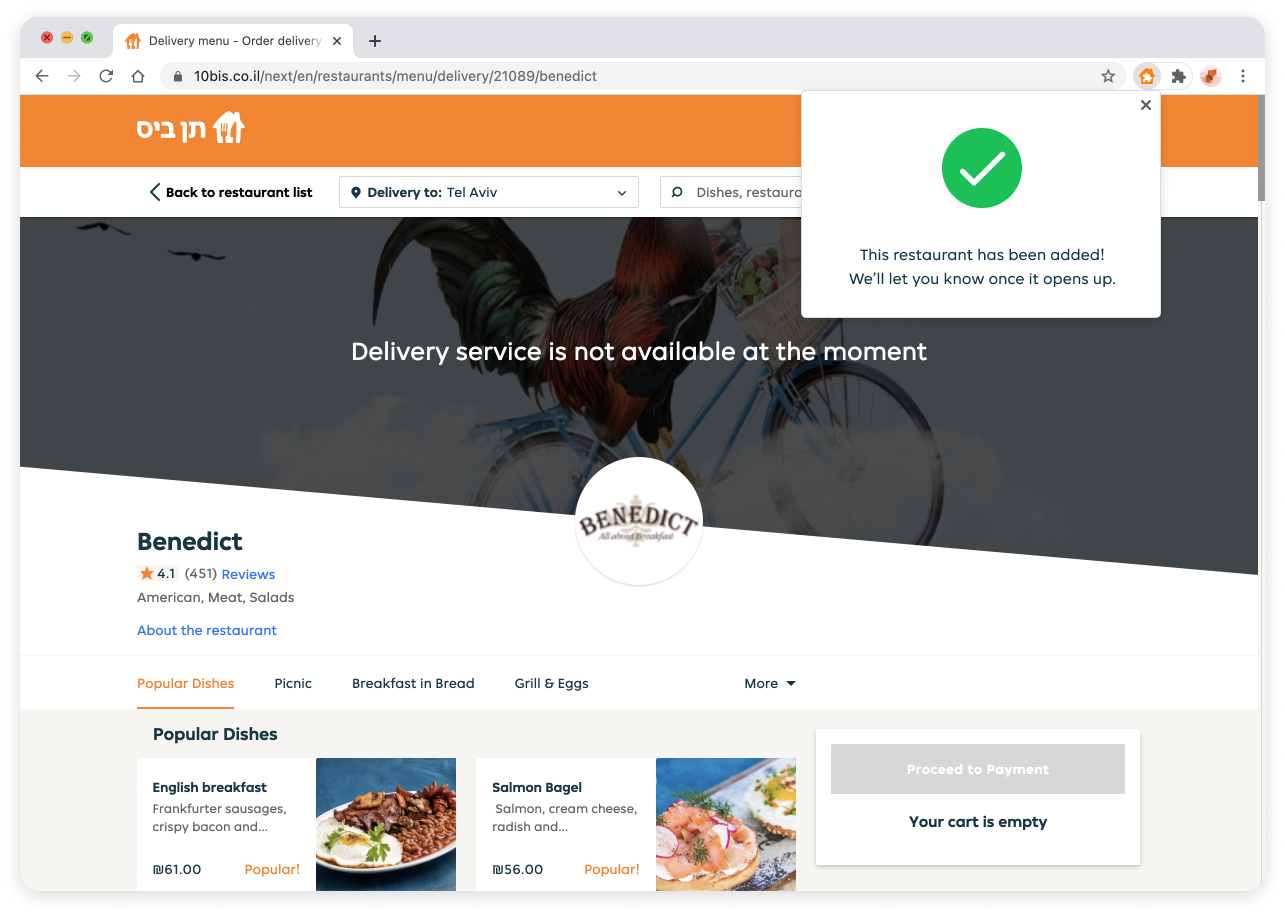 Delivery menu - Order delivery
10bis.co.il/next/en/restaurants/menu/delivery/21089/benedict
תן ביס
Back to restaurant list
Delivery to: Tel Aviv
Dishes, restaura
This restaurant has been added!
We'll let you know once it opens up.
Delivery service is not available at the moment
BENEDICT
All about Breakfast
Benedict
4.1 (451) Reviews
American, Meat, Salads
About the restaurant
Popular Dishes
Picnic
Breakfast in Bread
Grill & Eggs
More
Popular Dishes
English breakfast
Frankfurter sausages,
crispy bacon and...
₪61.00
Popular!
Salmon Bagel
Salmon, cream cheese,
radish and...
₪56.00
Popular!
Proceed to Payment
Your cart is empty